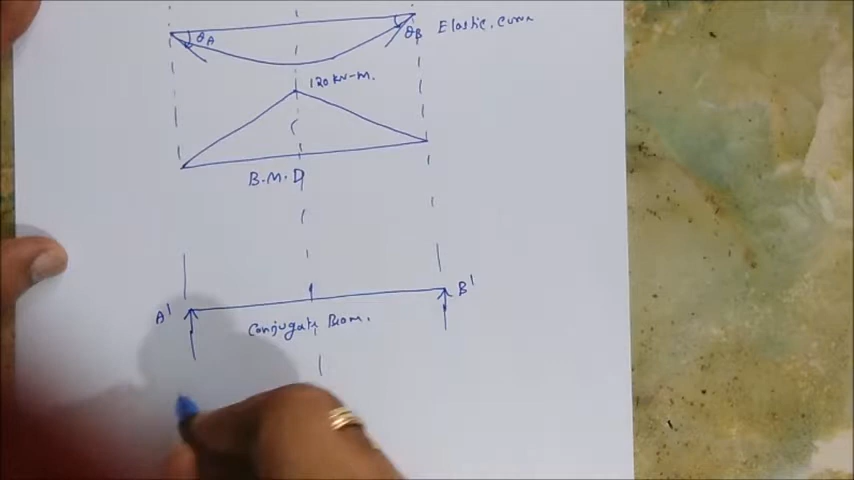 θA
θB
Elastic. curve
120 kN-m.
B.M.D
A'
B'
Conjugate Beam.